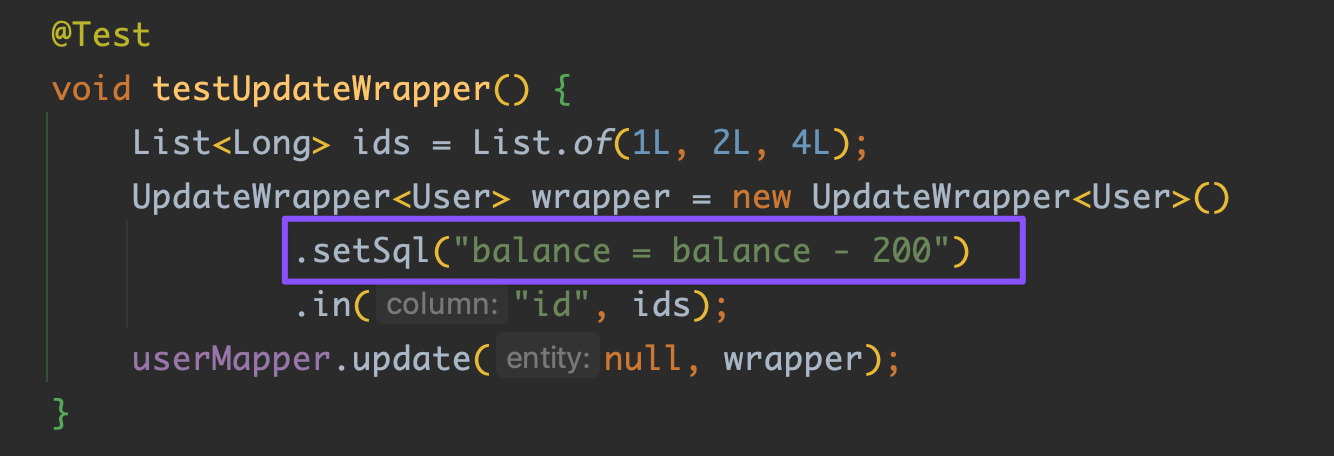 @Test
void testUpdateWrapper() {
List<Long> ids = List.of(1L, 2L, 4L);
UpdateWrapper<User> wrapper = new UpdateWrapper<User>()
.setSql("balance = balance - 200")
.in( column: "id", ids);
userMapper.update( entity: null, wrapper);
}